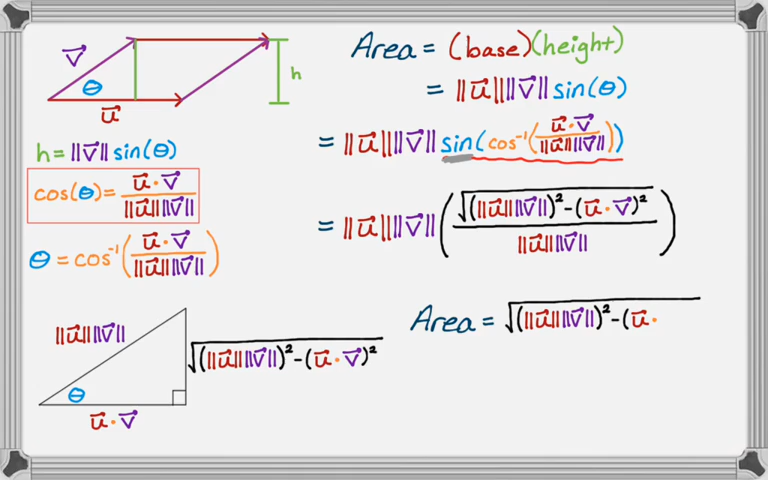 v⃗
θ
u⃗
h
h = ||v⃗|| sin(θ)
cos(θ) = u⃗ · v⃗ / ||u⃗|| ||v⃗||
θ = cos⁻¹( u⃗ · v⃗ / ||u⃗|| ||v⃗|| )
||u⃗|| ||v⃗||
√( (||u⃗|| ||v⃗||)² - (u⃗ · v⃗)² )
θ
u⃗ · v⃗
Area = (base)(height)
= ||u⃗|| ||v⃗|| sin(θ)
= ||u⃗|| ||v⃗|| sin( cos⁻¹( u⃗ · v⃗ / ||u⃗|| ||v⃗|| ) )
= ||u⃗|| ||v⃗|| ( √( (||u⃗|| ||v⃗||)² - (u⃗ · v⃗)² ) / ||u⃗|| ||v⃗|| )
Area = √(||u⃗|| ||v⃗||)² - (u⃗ ·